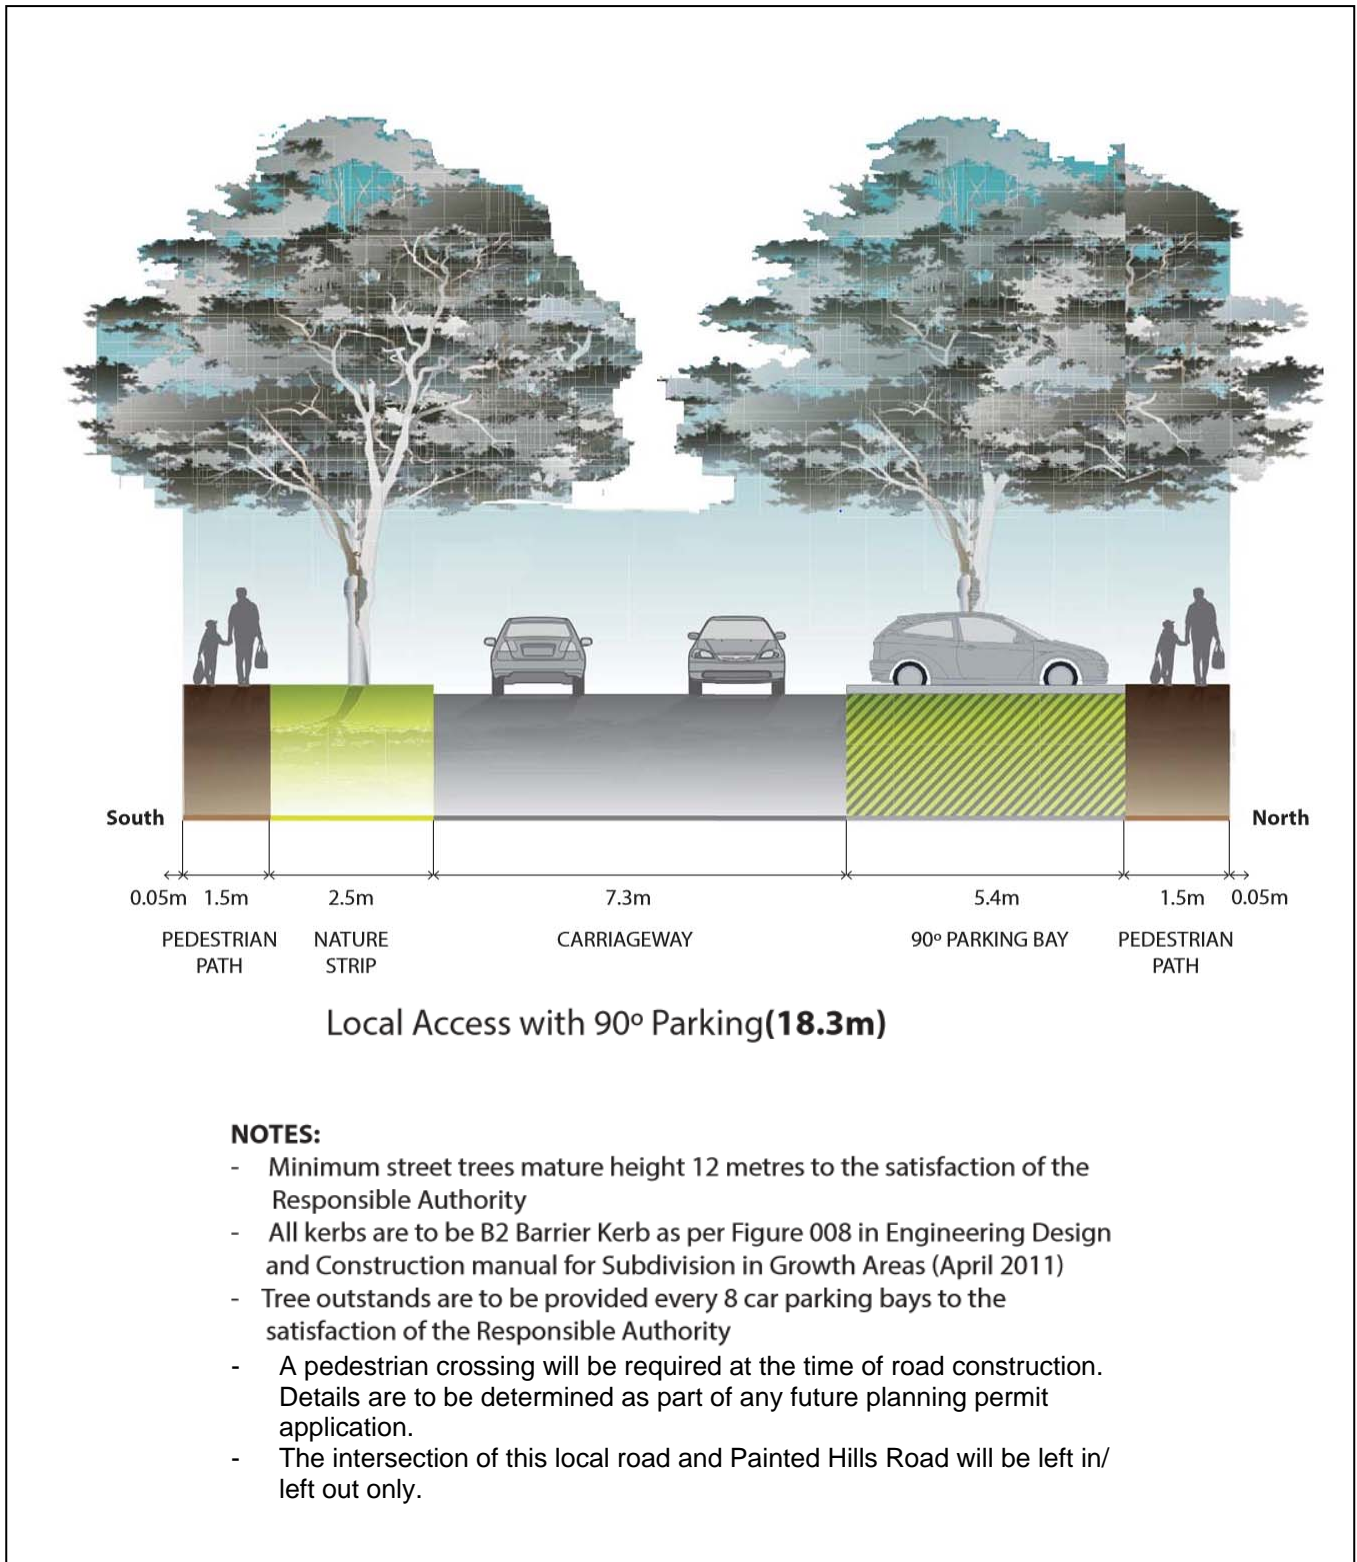 South
North
0.05m 1.5m 2.5m 7.3m 5.4m 1.5m 0.05m
PEDESTRIAN NATURE CARRIAGEWAY 90º PARKING BAY PEDESTRIAN
PATH STRIP PATH
Local Access with 90º Parking(18.3m)
NOTES:
- Minimum street trees mature height 12 metres to the satisfaction of the
Responsible Authority
- All kerbs are to be B2 Barrier Kerb as per Figure 008 in Engineering Design
and Construction manual for Subdivision in Growth Areas (April 2011)
- Tree outstands are to be provided every 8 car parking bays to the
satisfaction of the Responsible Authority
- A pedestrian crossing will be required at the time of road construction.
Details are to be determined as part of any future planning permit
application.
- The intersection of this local road and Painted Hills Road will be left in/
left out only.